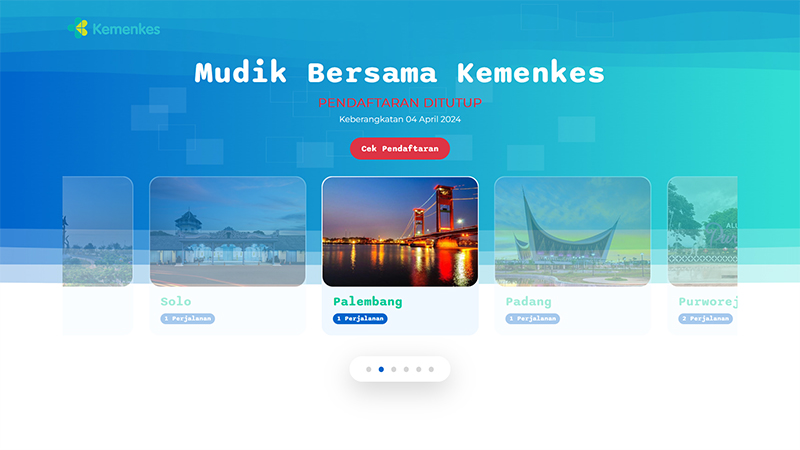 Kemenkes
Mudik Bersama Kemenkes
PENDAFTARAN DITUTUP
Keberangkatan 04 April 2024
Cek Pendaftaran
Solo
1 Perjalanan
Palembang
1 Perjalanan
Padang
1 Perjalanan
Purworej
2 Perjalanan